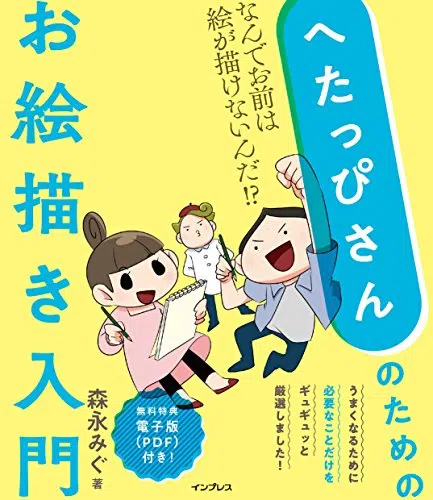 なんでお前は
絵が描けないんだ!?
へたっぴさん
のための
お絵描き入門
森永みぐ 著
うまくなるために
必要なことだけを
ギュギュッと
厳選しました！
無料特典
電子版
（PDF）
付き！
インプレス